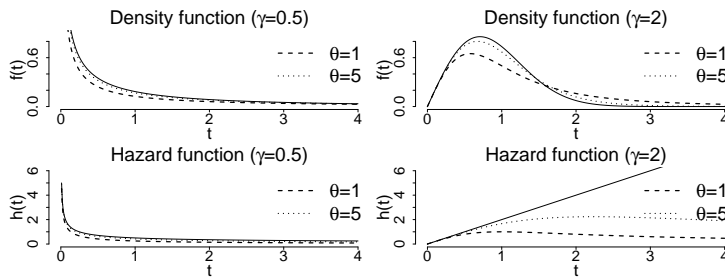 Density function (γ=0.5)
f(t)
0.0 0.6
θ=1
θ=5
0 1 2 3 4
t
Density function (γ=2)
f(t)
0.0 0.6
θ=1
θ=5
0 1 2 3 4
t
Hazard function (γ=0.5)
h(t)
0 2 4 6
θ=1
θ=5
0 1 2 3 4
t
Hazard function (γ=2)
h(t)
0 2 4 6
θ=1
θ=5
0 1 2 3 4
t